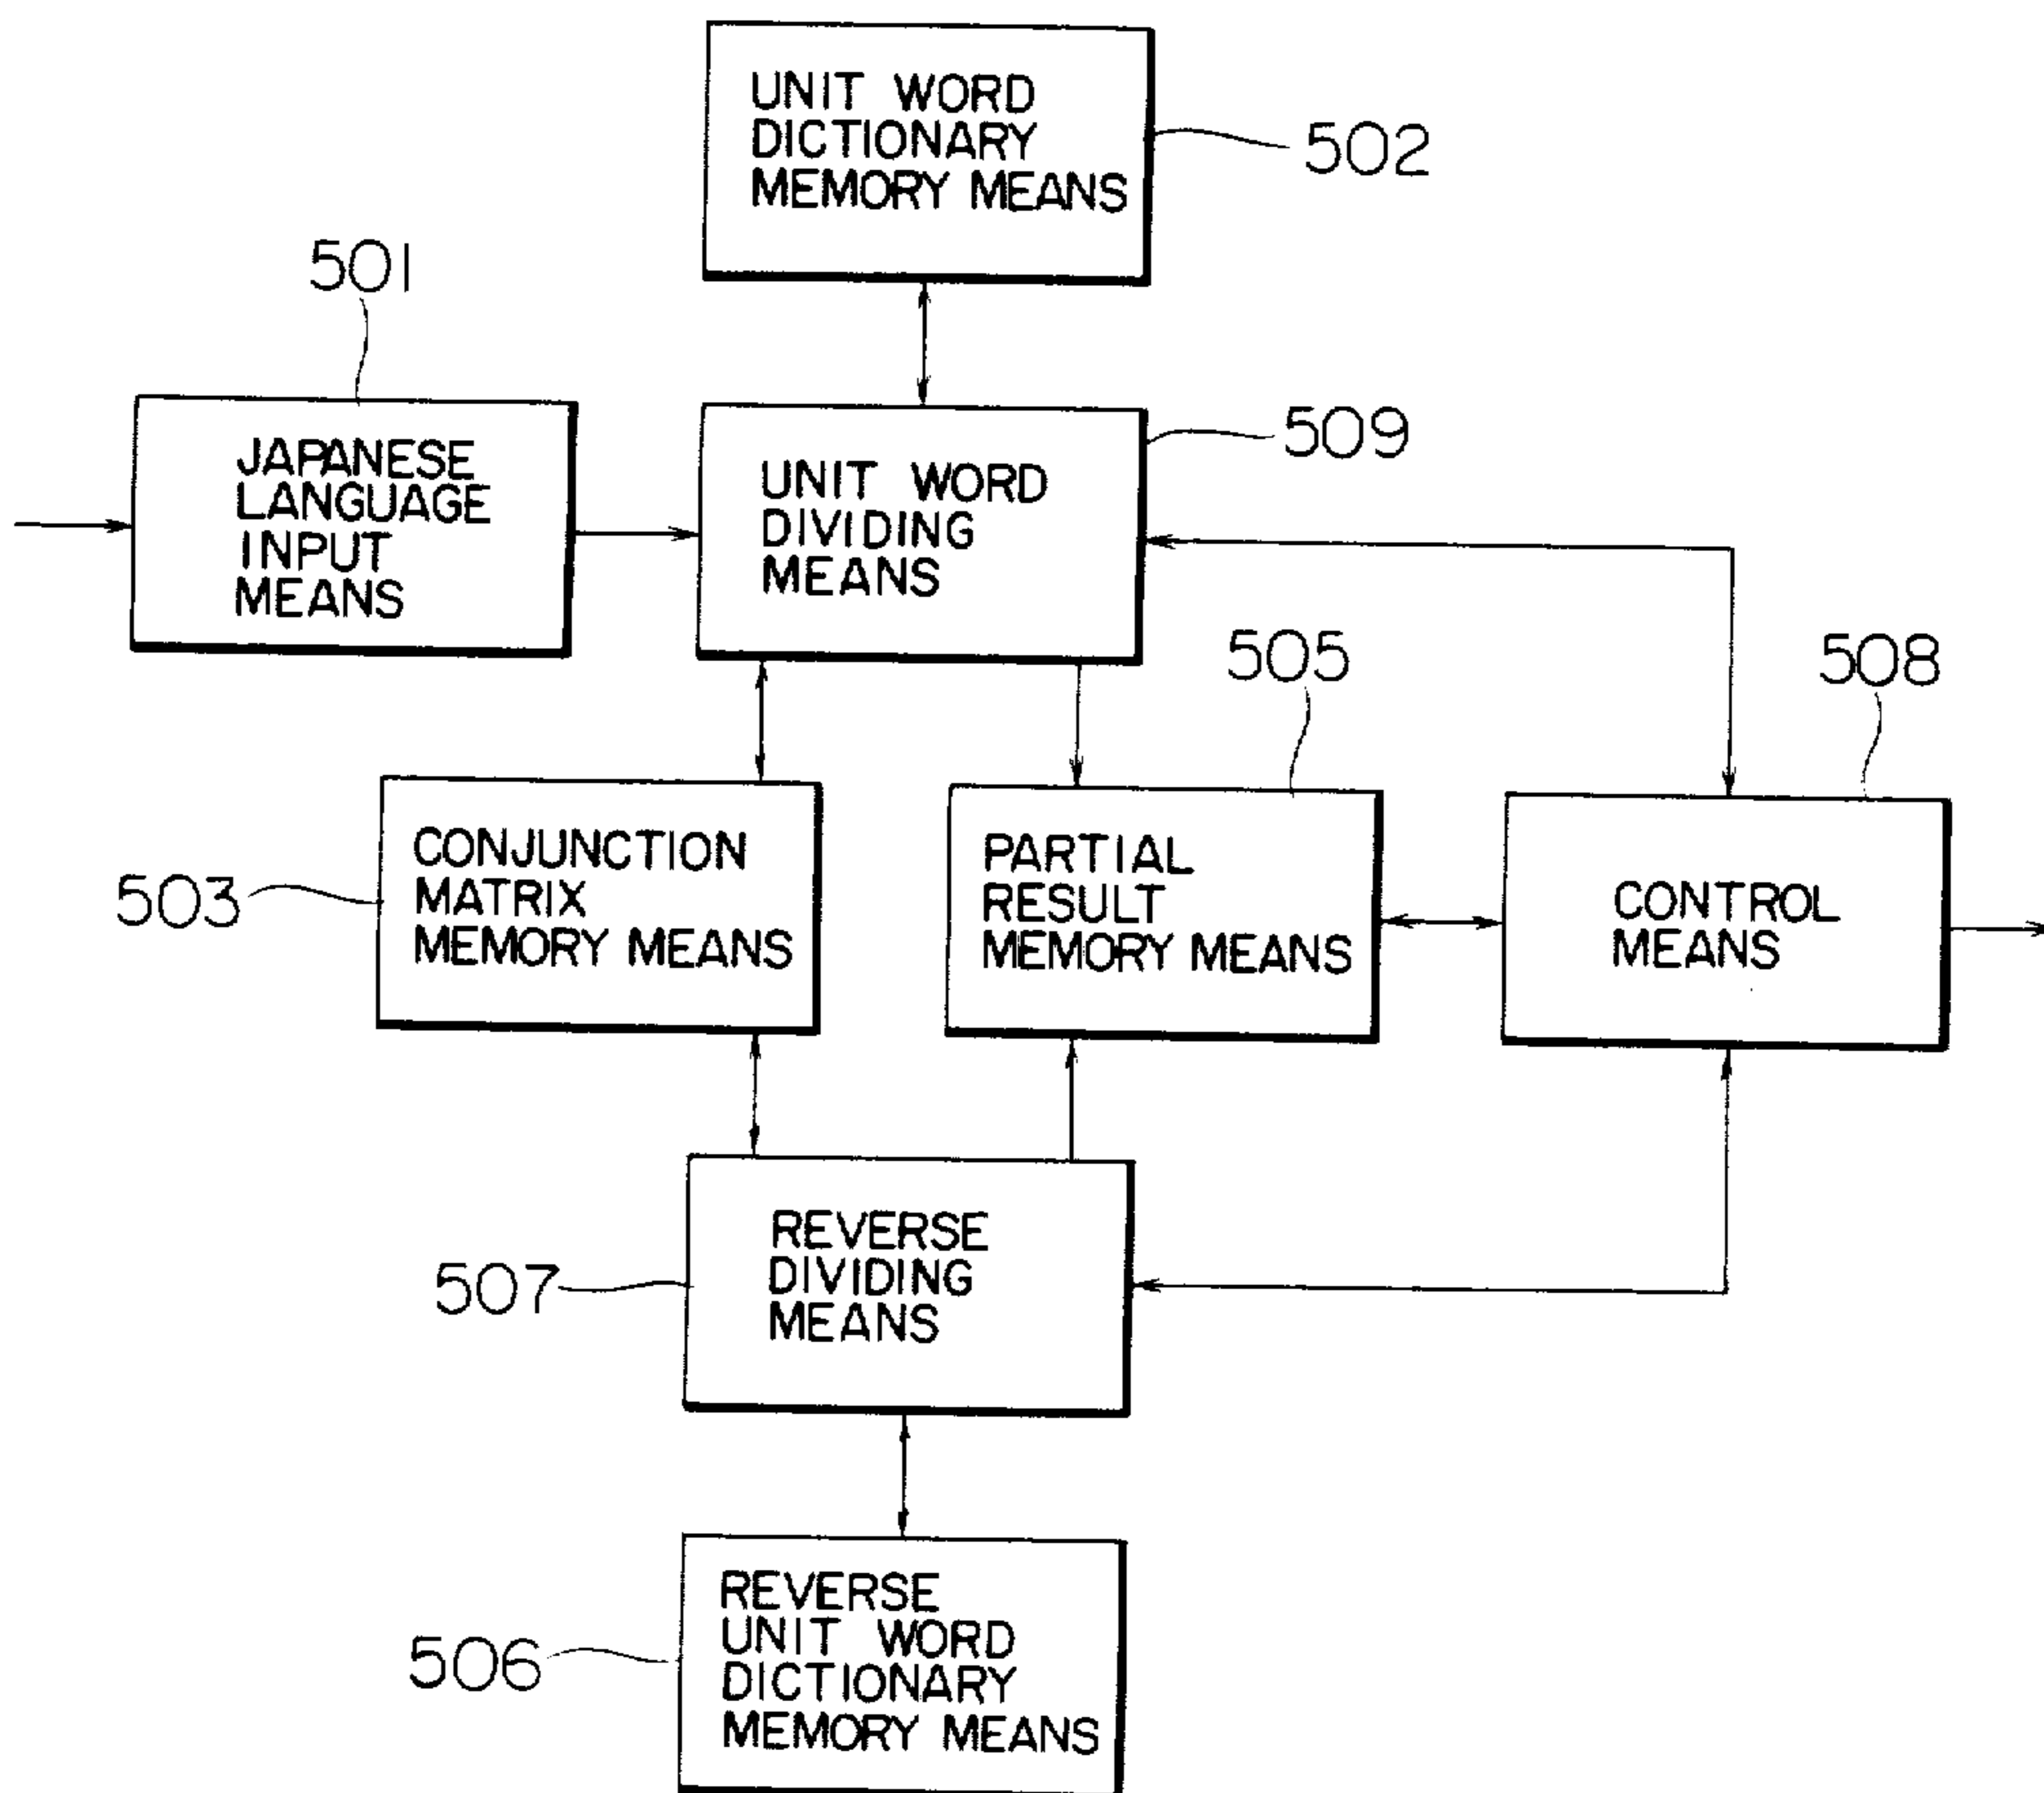 UNIT WORD
DICTIONARY
MEMORY MEANS
502
501
JAPANESE
LANGUAGE
INPUT
MEANS
UNIT WORD
DIVIDING
MEANS
509
505
508
503
CONJUNCTION
MATRIX
MEMORY MEANS
PARTIAL
RESULT
MEMORY MEANS
CONTROL
MEANS
507
REVERSE
DIVIDING
MEANS
506
REVERSE
UNIT WORD
DICTIONARY
MEMORY MEANS